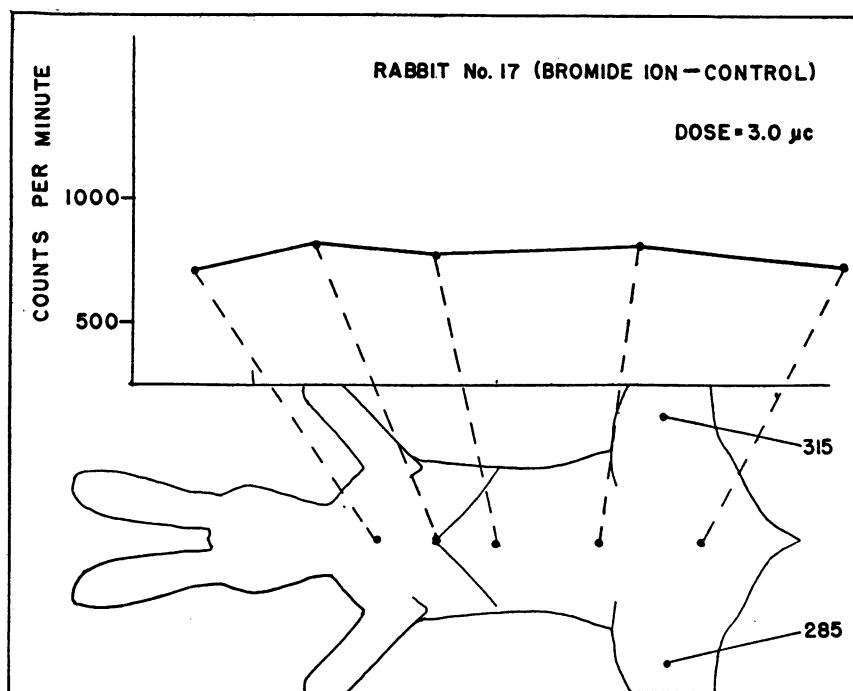 RABBIT No. 17 (BROMIDE ION—CONTROL)
DOSE = 3.0 µc
COUNTS PER MINUTE
1000
500
315
285